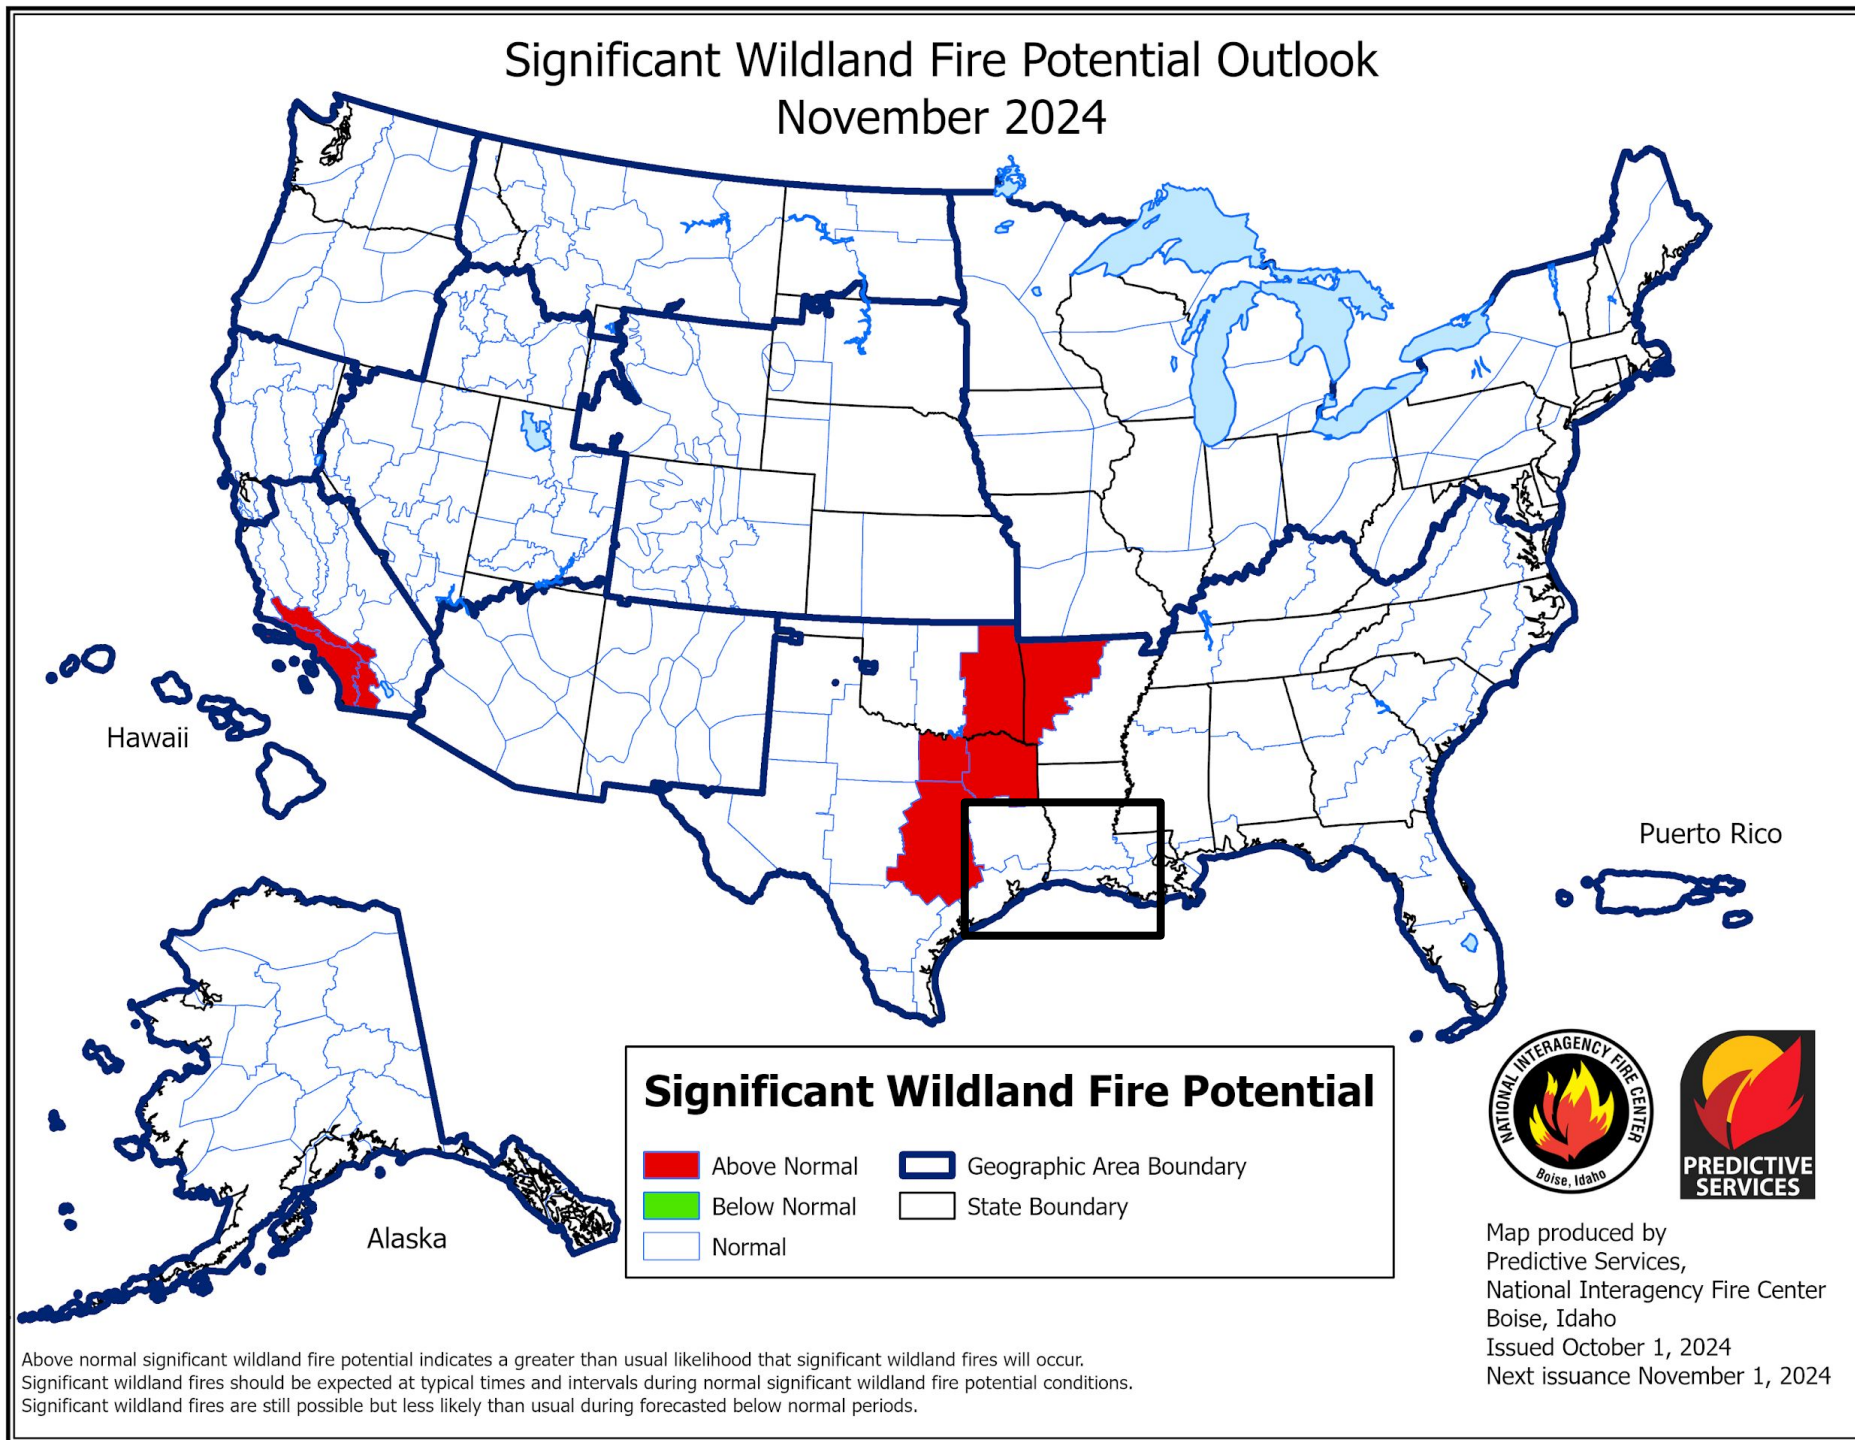 Significant Wildland Fire Potential Outlook
November 2024
Hawaii
Puerto Rico
Alaska
Significant Wildland Fire Potential
Above Normal
Below Normal
Normal
Geographic Area Boundary
State Boundary
NATIONAL INTERAGENCY FIRE CENTER
Boise, Idaho
PREDICTIVE
SERVICES
Map produced by
Predictive Services,
National Interagency Fire Center
Boise, Idaho
Issued October 1, 2024
Next issuance November 1, 2024
Above normal significant wildland fire potential indicates a greater than usual likelihood that significant wildland fires will occur.
Significant wildland fires should be expected at typical times and intervals during normal significant wildland fire potential conditions.
Significant wildland fires are still possible but less likely than usual during forecasted below normal periods.